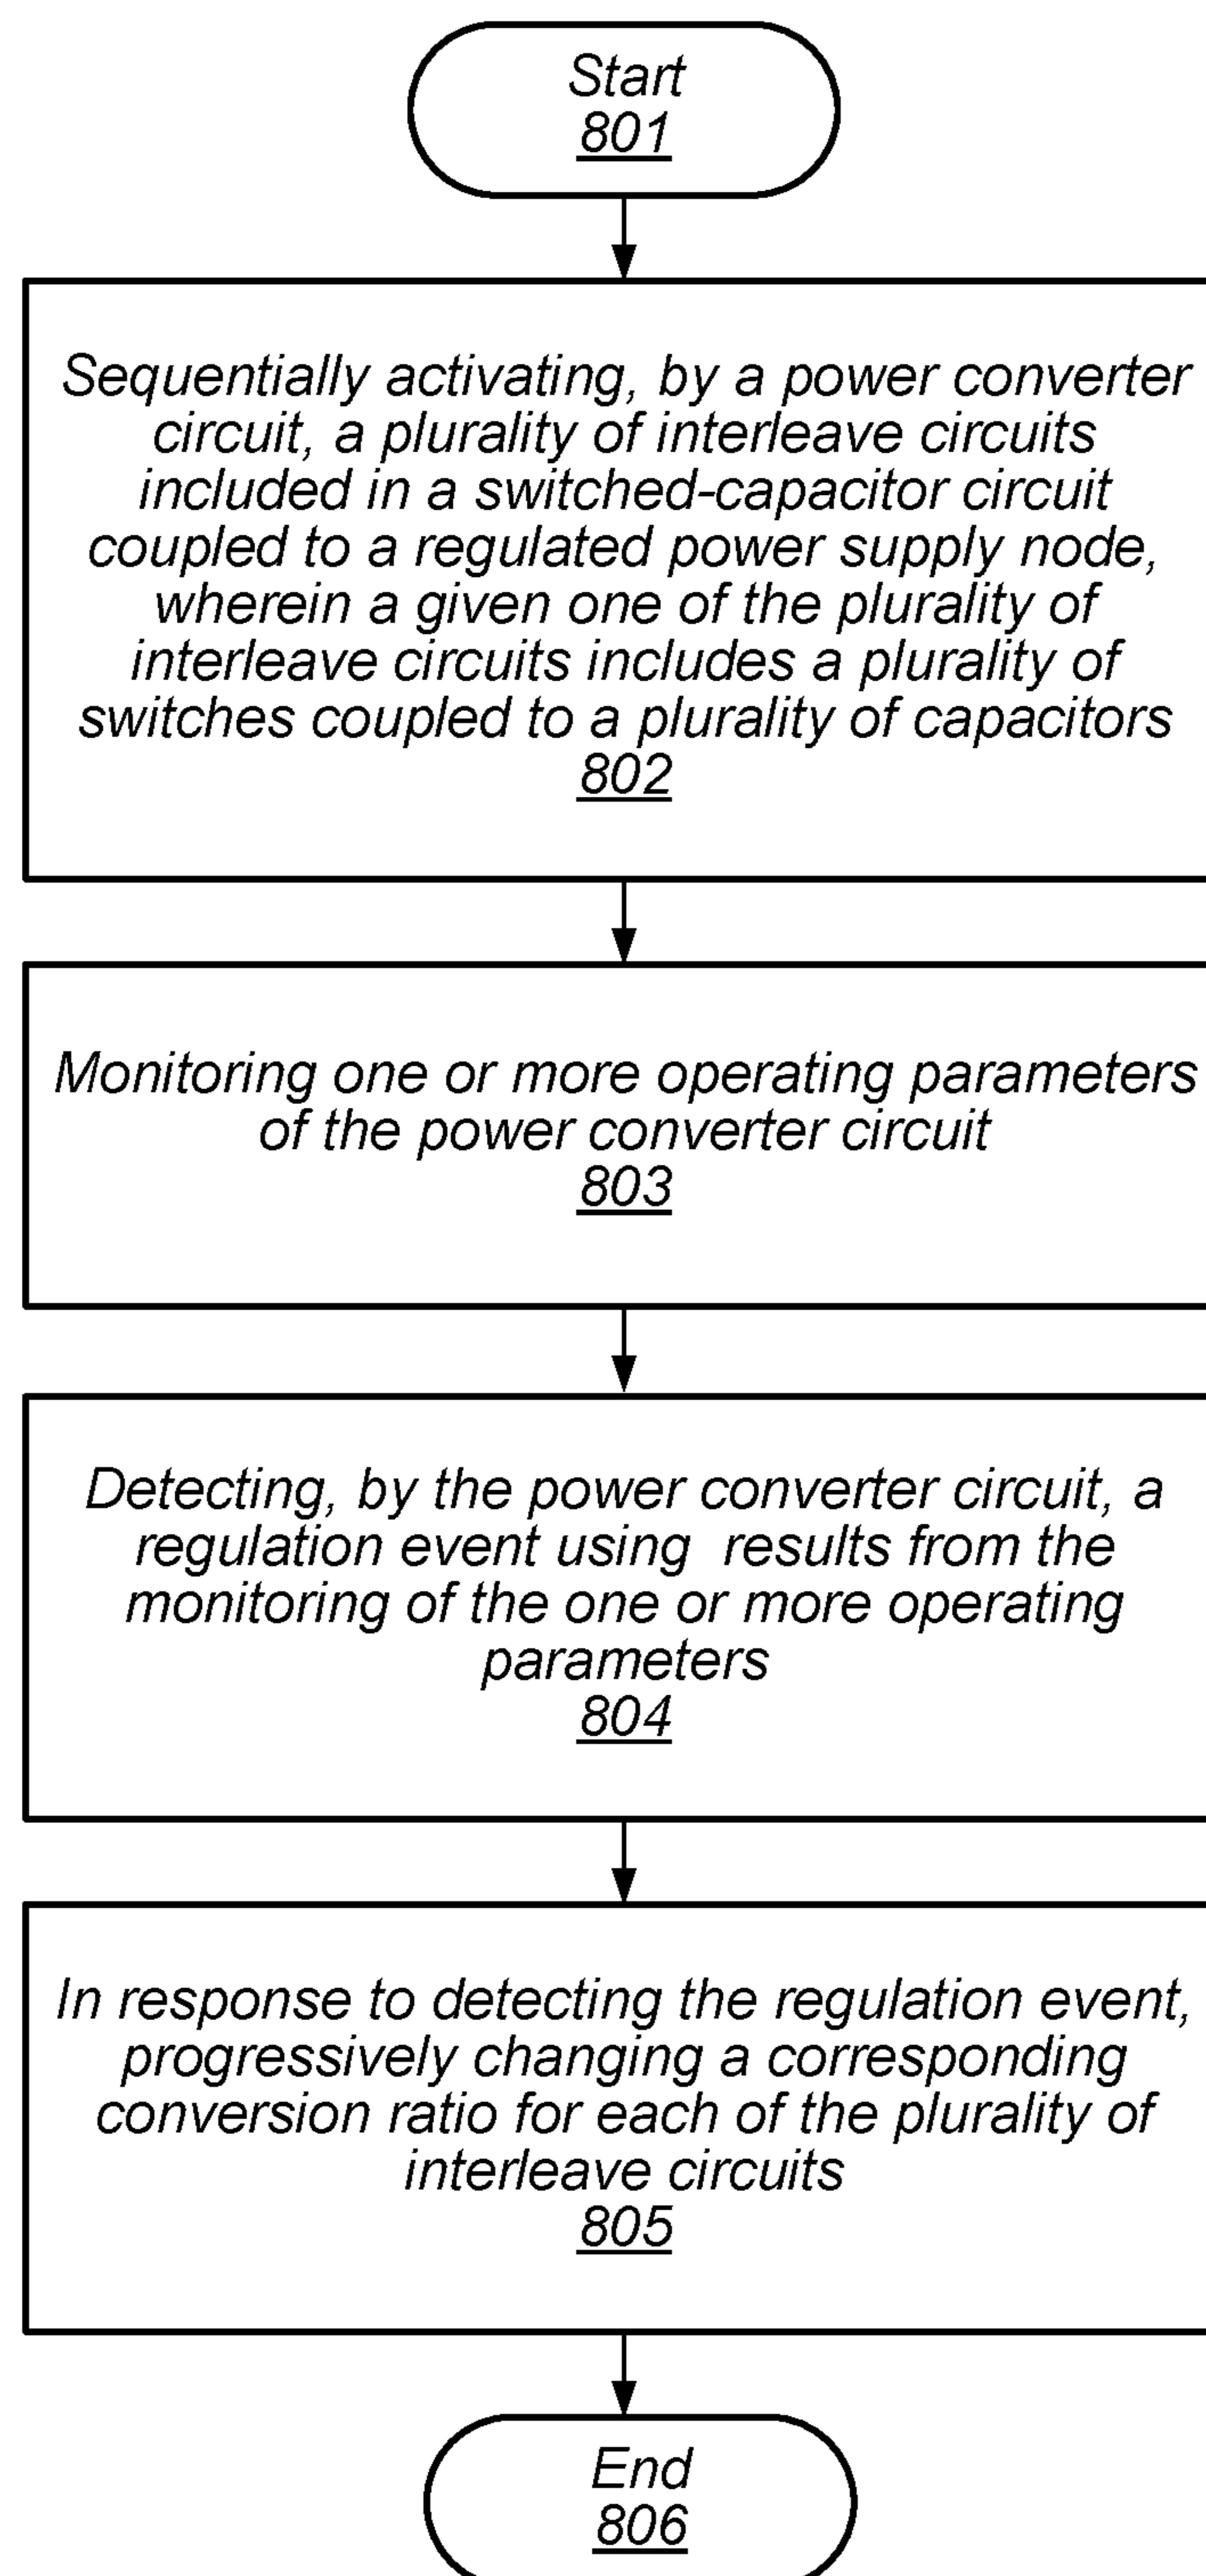 Start
801
Sequentially activating, by a power converter
circuit, a plurality of interleave circuits
included in a switched-capacitor circuit
coupled to a regulated power supply node,
wherein a given one of the plurality of
interleave circuits includes a plurality of
switches coupled to a plurality of capacitors
802
Monitoring one or more operating parameters
of the power converter circuit
803
Detecting, by the power converter circuit, a
regulation event using  results from the
monitoring of the one or more operating
parameters
804
In response to detecting the regulation event,
progressively changing a corresponding
conversion ratio for each of the plurality of
interleave circuits
805
End
806